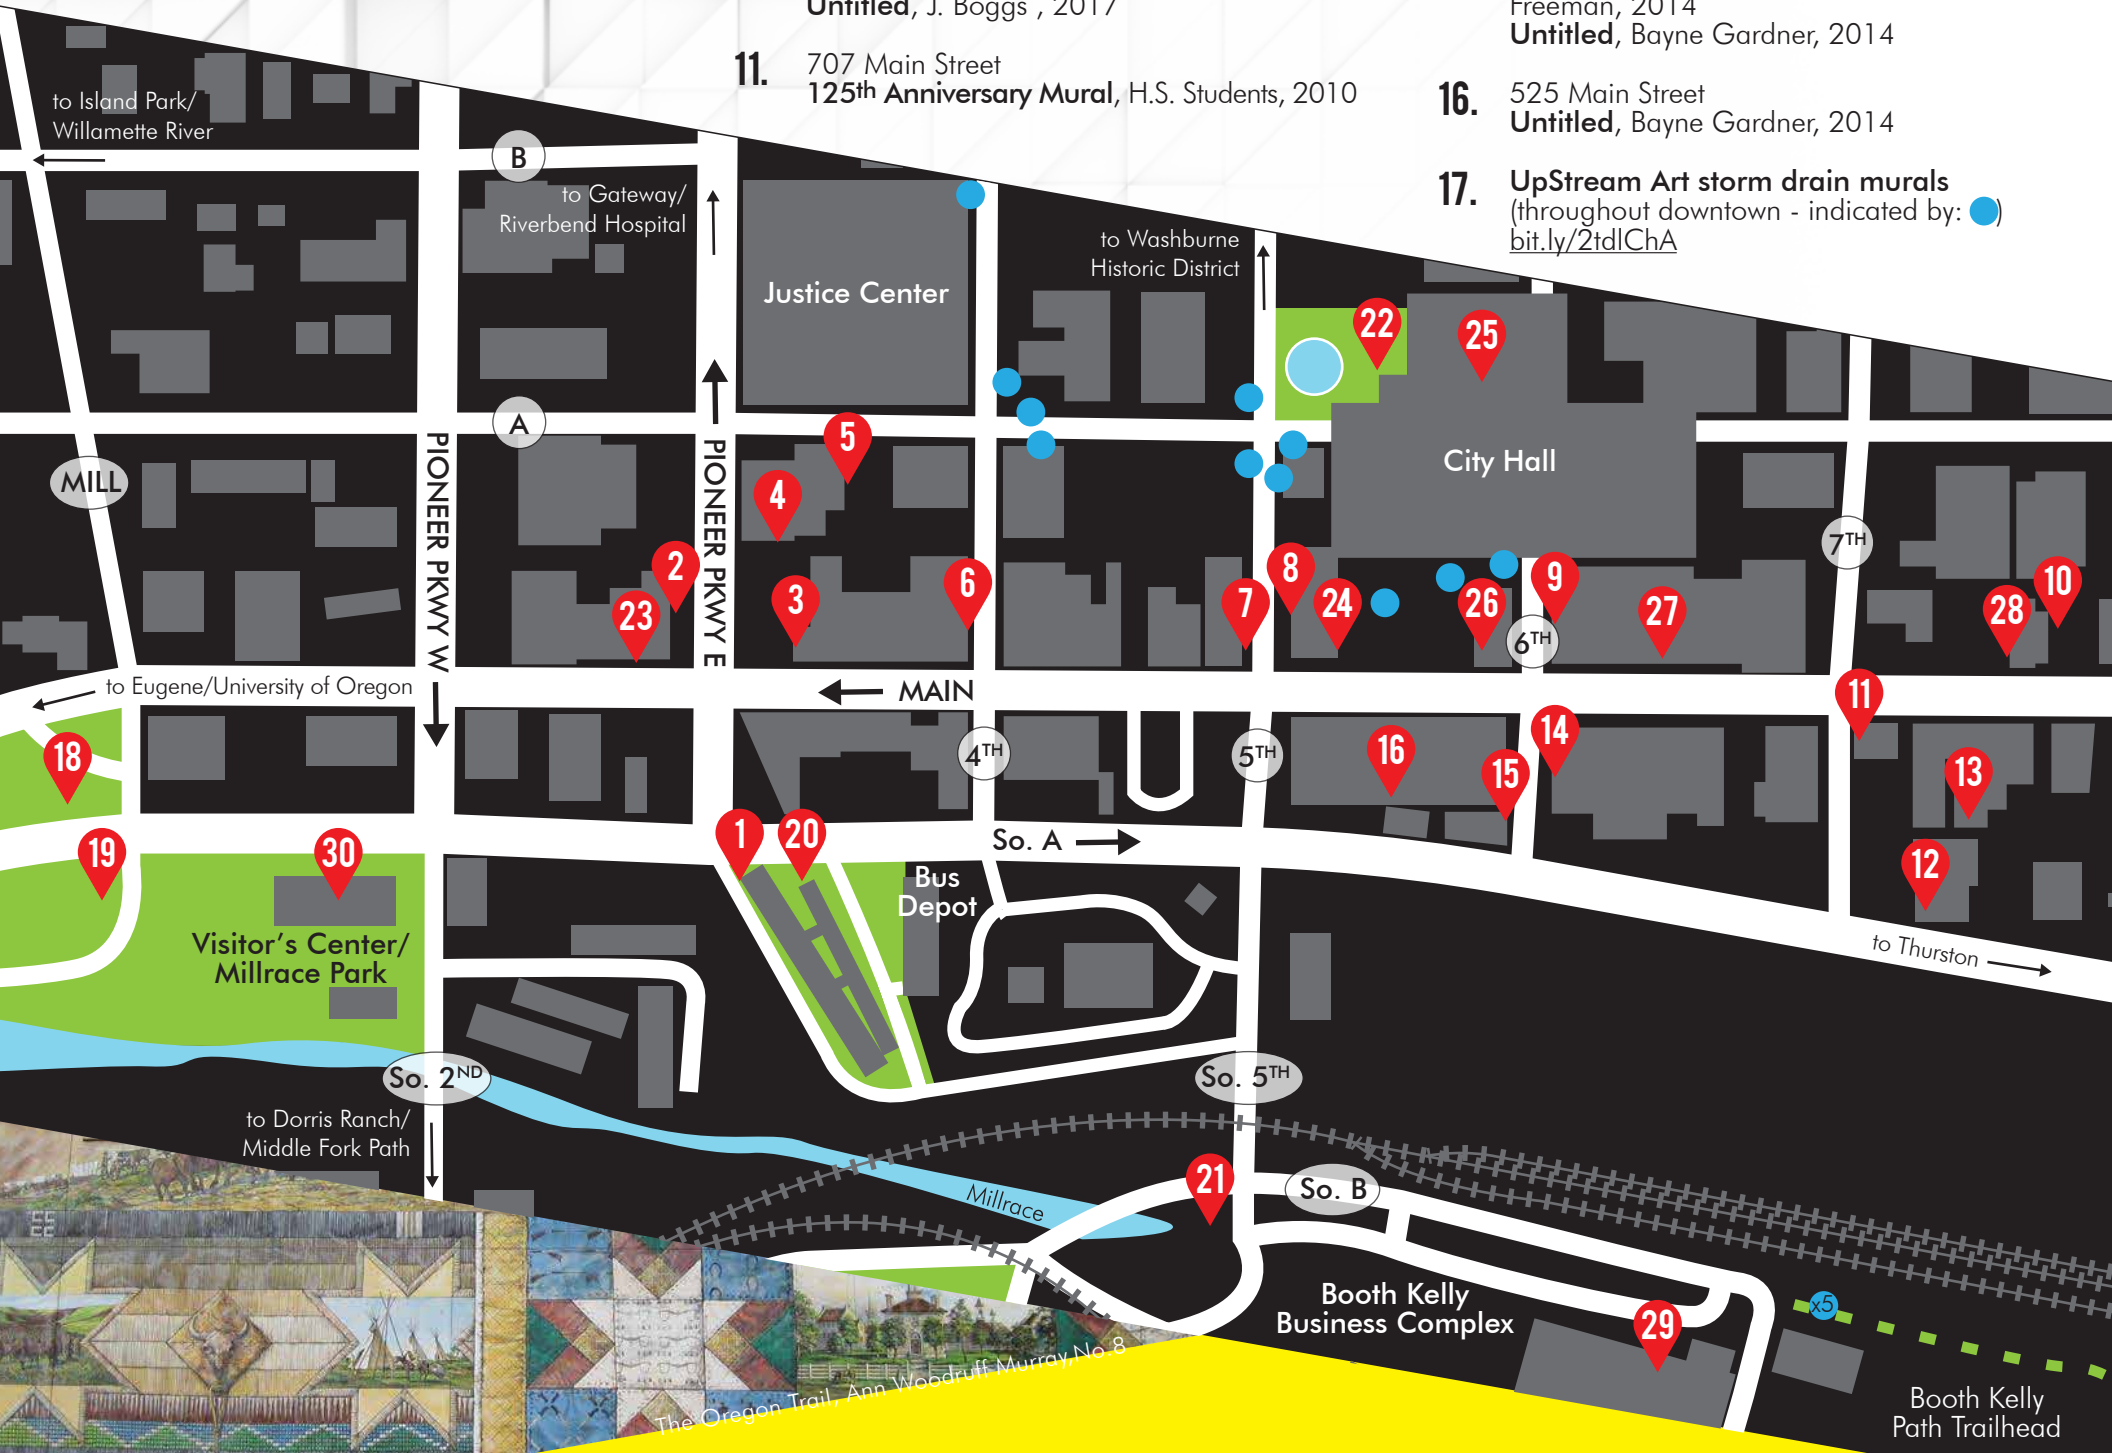 Untitled, J. Boggs , 2017
11. 707 Main Street
125th Anniversary Mural, H.S. Students, 2010
Freeman, 2014
Untitled, Bayne Gardner, 2014
16. 525 Main Street
Untitled, Bayne Gardner, 2014
17. UpStream Art storm drain murals
(throughout downtown - indicated by: )
bit.ly/2tdlChA
to Island Park/
Willamette River
B
to Gateway/
Riverbend Hospital
Justice Center
to Washburne
Historic District
22
25
A
5
City Hall
MILL
PIONEER PKWY W
PIONEER PKWY E
4
2
23
3
6
7
8
24
26
9
6TH
27
7TH
28
10
to Eugene/University of Oregon
MAIN
11
18
4TH
5TH
16
15
14
13
19
30
1
20
So. A
12
Bus
Depot
Visitor's Center/
Millrace Park
to Thurston
So. 2ND
So. 5TH
to Dorris Ranch/
Middle Fork Path
Millrace
21
So. B
Booth Kelly
Business Complex
29
x5
Booth Kelly
Path Trailhead
The Oregon Trail, Ann Woodruff Murray,No.8